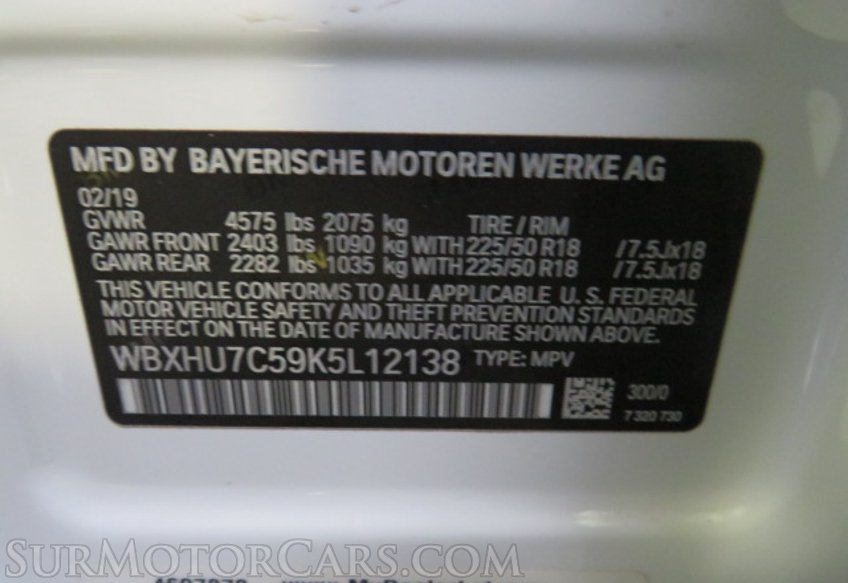 MFD BY BAYERISCHE MOTOREN WERKE AG
02/19
GVWR 4575 lbs 2075 kg TIRE / RIM
GAWR FRONT 2403 lbs 1090 kg WITH 225/50 R18 / 7.5Jx18
GAWR REAR 2282 lbs 1035 kg WITH 225/50 R18 / 7.5Jx18
THIS VEHICLE CONFORMS TO ALL APPLICABLE U. S. FEDERAL
MOTOR VEHICLE SAFETY AND THEFT PREVENTION STANDARDS
IN EFFECT ON THE DATE OF MANUFACTURE SHOWN ABOVE.
WBXHU7C59K5L12138 TYPE: MPV
300/0
7 320 730
SURMOTORCARS.COM